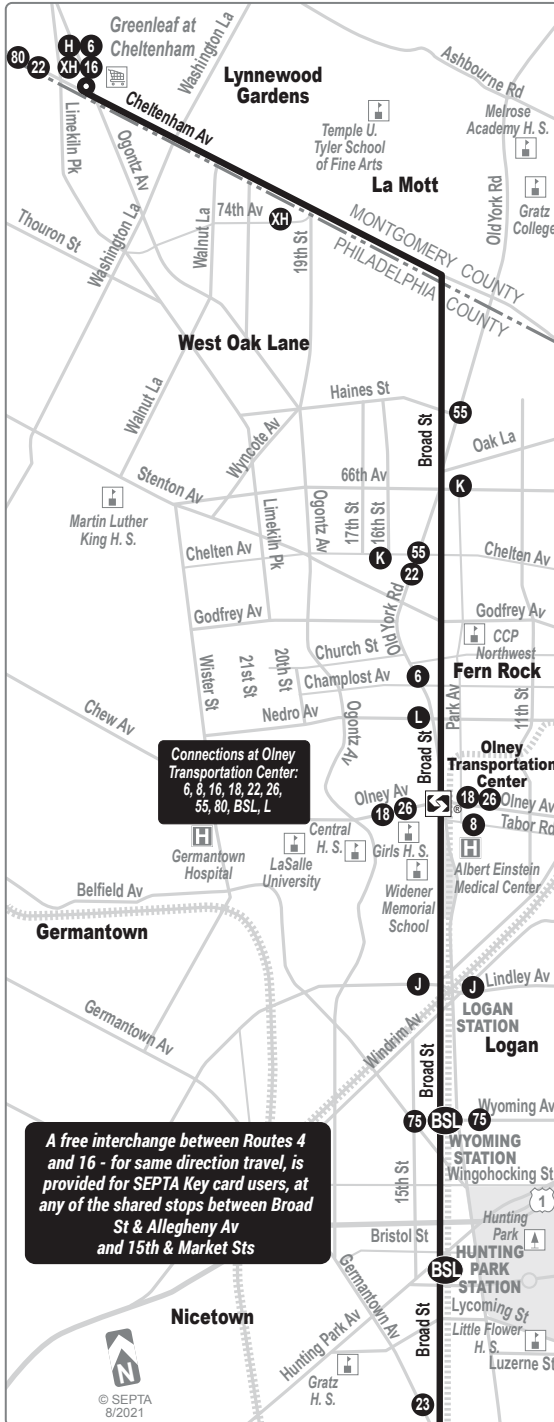 H 6
Greenleaf at
Cheltenham
80
22
XH 16
Washington La
Ashbourne Rd
Lynnewood
Gardens
Cheltenham Av
Limekiln Pk
Ogontz Av
Temple U.
Tyler School
of Fine Arts
Melrose
Academy H. S.
La Mott
Old York Rd
Gratz
College
74th Av
XH
Walnut La
19th St
Thouron St
Washington La
MONTGOMERY COUNTY
PHILADELPHIA COUNTY
West Oak Lane
Haines St
55
Walnut La
Wyncote Av
Broad St
Oak La
Stenton Av
66th Av
K
Martin Luther
King H. S.
Limekiln Pk
Ogontz Av
17th St
16th St
Chelten Av
K
55
Chelten Av
22
Godfrey Av
Old York Rd
Godfrey Av
Church St
CCP
Northwest
Wister St
21st St
20th St
Champlost Av
6
Fern Rock
Chew Av
Nedro Av
L
Park Av
11th St
Ogontz Av
Broad St
Connections at Olney
Transportation Center:
6, 8, 16, 18, 22, 26,
55, 80, BSL, L
Olney
Transportation
Center
Olney Av
18 26
®
18 26
Olney Av
8
Tabor Rd
H
Germantown
Hospital
LaSalle
University
Central
H. S.
Girls H. S.
H
Albert Einstein
Medical Center
Widener
Memorial
School
Belfield Av
Germantown
J
J
Lindley Av
LOGAN
STATION
Germantown Av
Windrim Av
Logan
Broad St
75
BSL
75
Wyoming Av
WYOMING
STATION
Wingohocking St
A free interchange between Routes 4
and 16 - for same direction travel, is
provided for SEPTA Key card users, at
any of the shared stops between Broad
St & Allegheny Av
and 15th & Market Sts
15th St
1
Bristol St
Hunting
Park
BSL
HUNTING
PARK
STATION
Germantown Av
Nicetown
Hunting Park Av
Broad St
Lycoming St
Little Flower
H. S.
Luzerne St
N
Gratz
H. S.
© SEPTA
8/2021
23